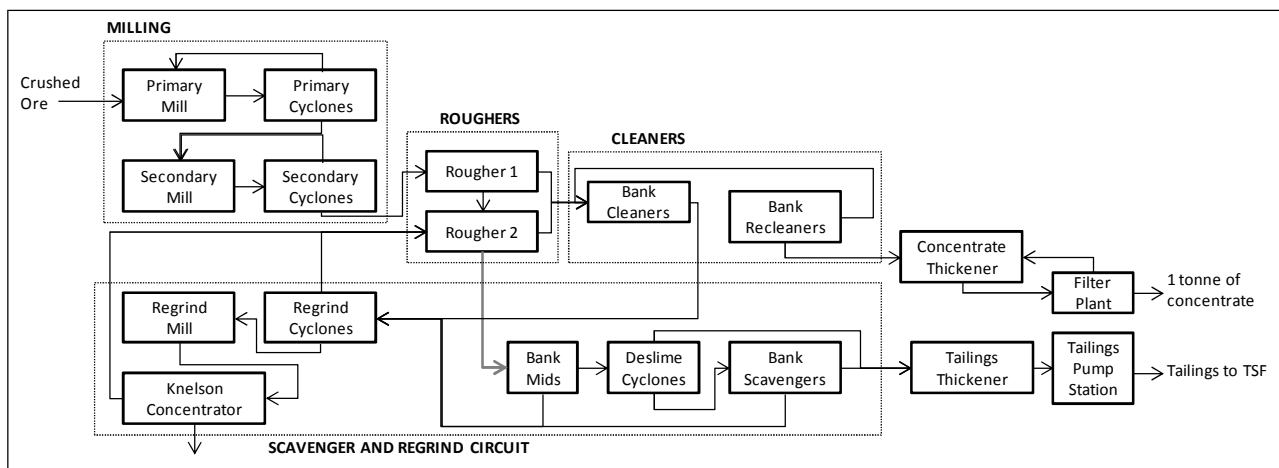 MILLING
Crushed
Ore
Primary
Mill
Primary
Cyclones
Secondary
Mill
Secondary
Cyclones
ROUGHERS
Rougher 1
Rougher 2
CLEANERS
Bank
Cleaners
Bank
Recleaners
Concentrate
Thickener
Filter
Plant
1 tonne of
concentrate
Regrind
Mill
Regrind
Cyclones
Knelson
Concentrator
Bank
Mids
Deslime
Cyclones
Bank
Scavengers
Tailings
Thickener
Tailings
Pump
Station
Tailings to TSF
SCAVENGER AND REGRIND CIRCUIT